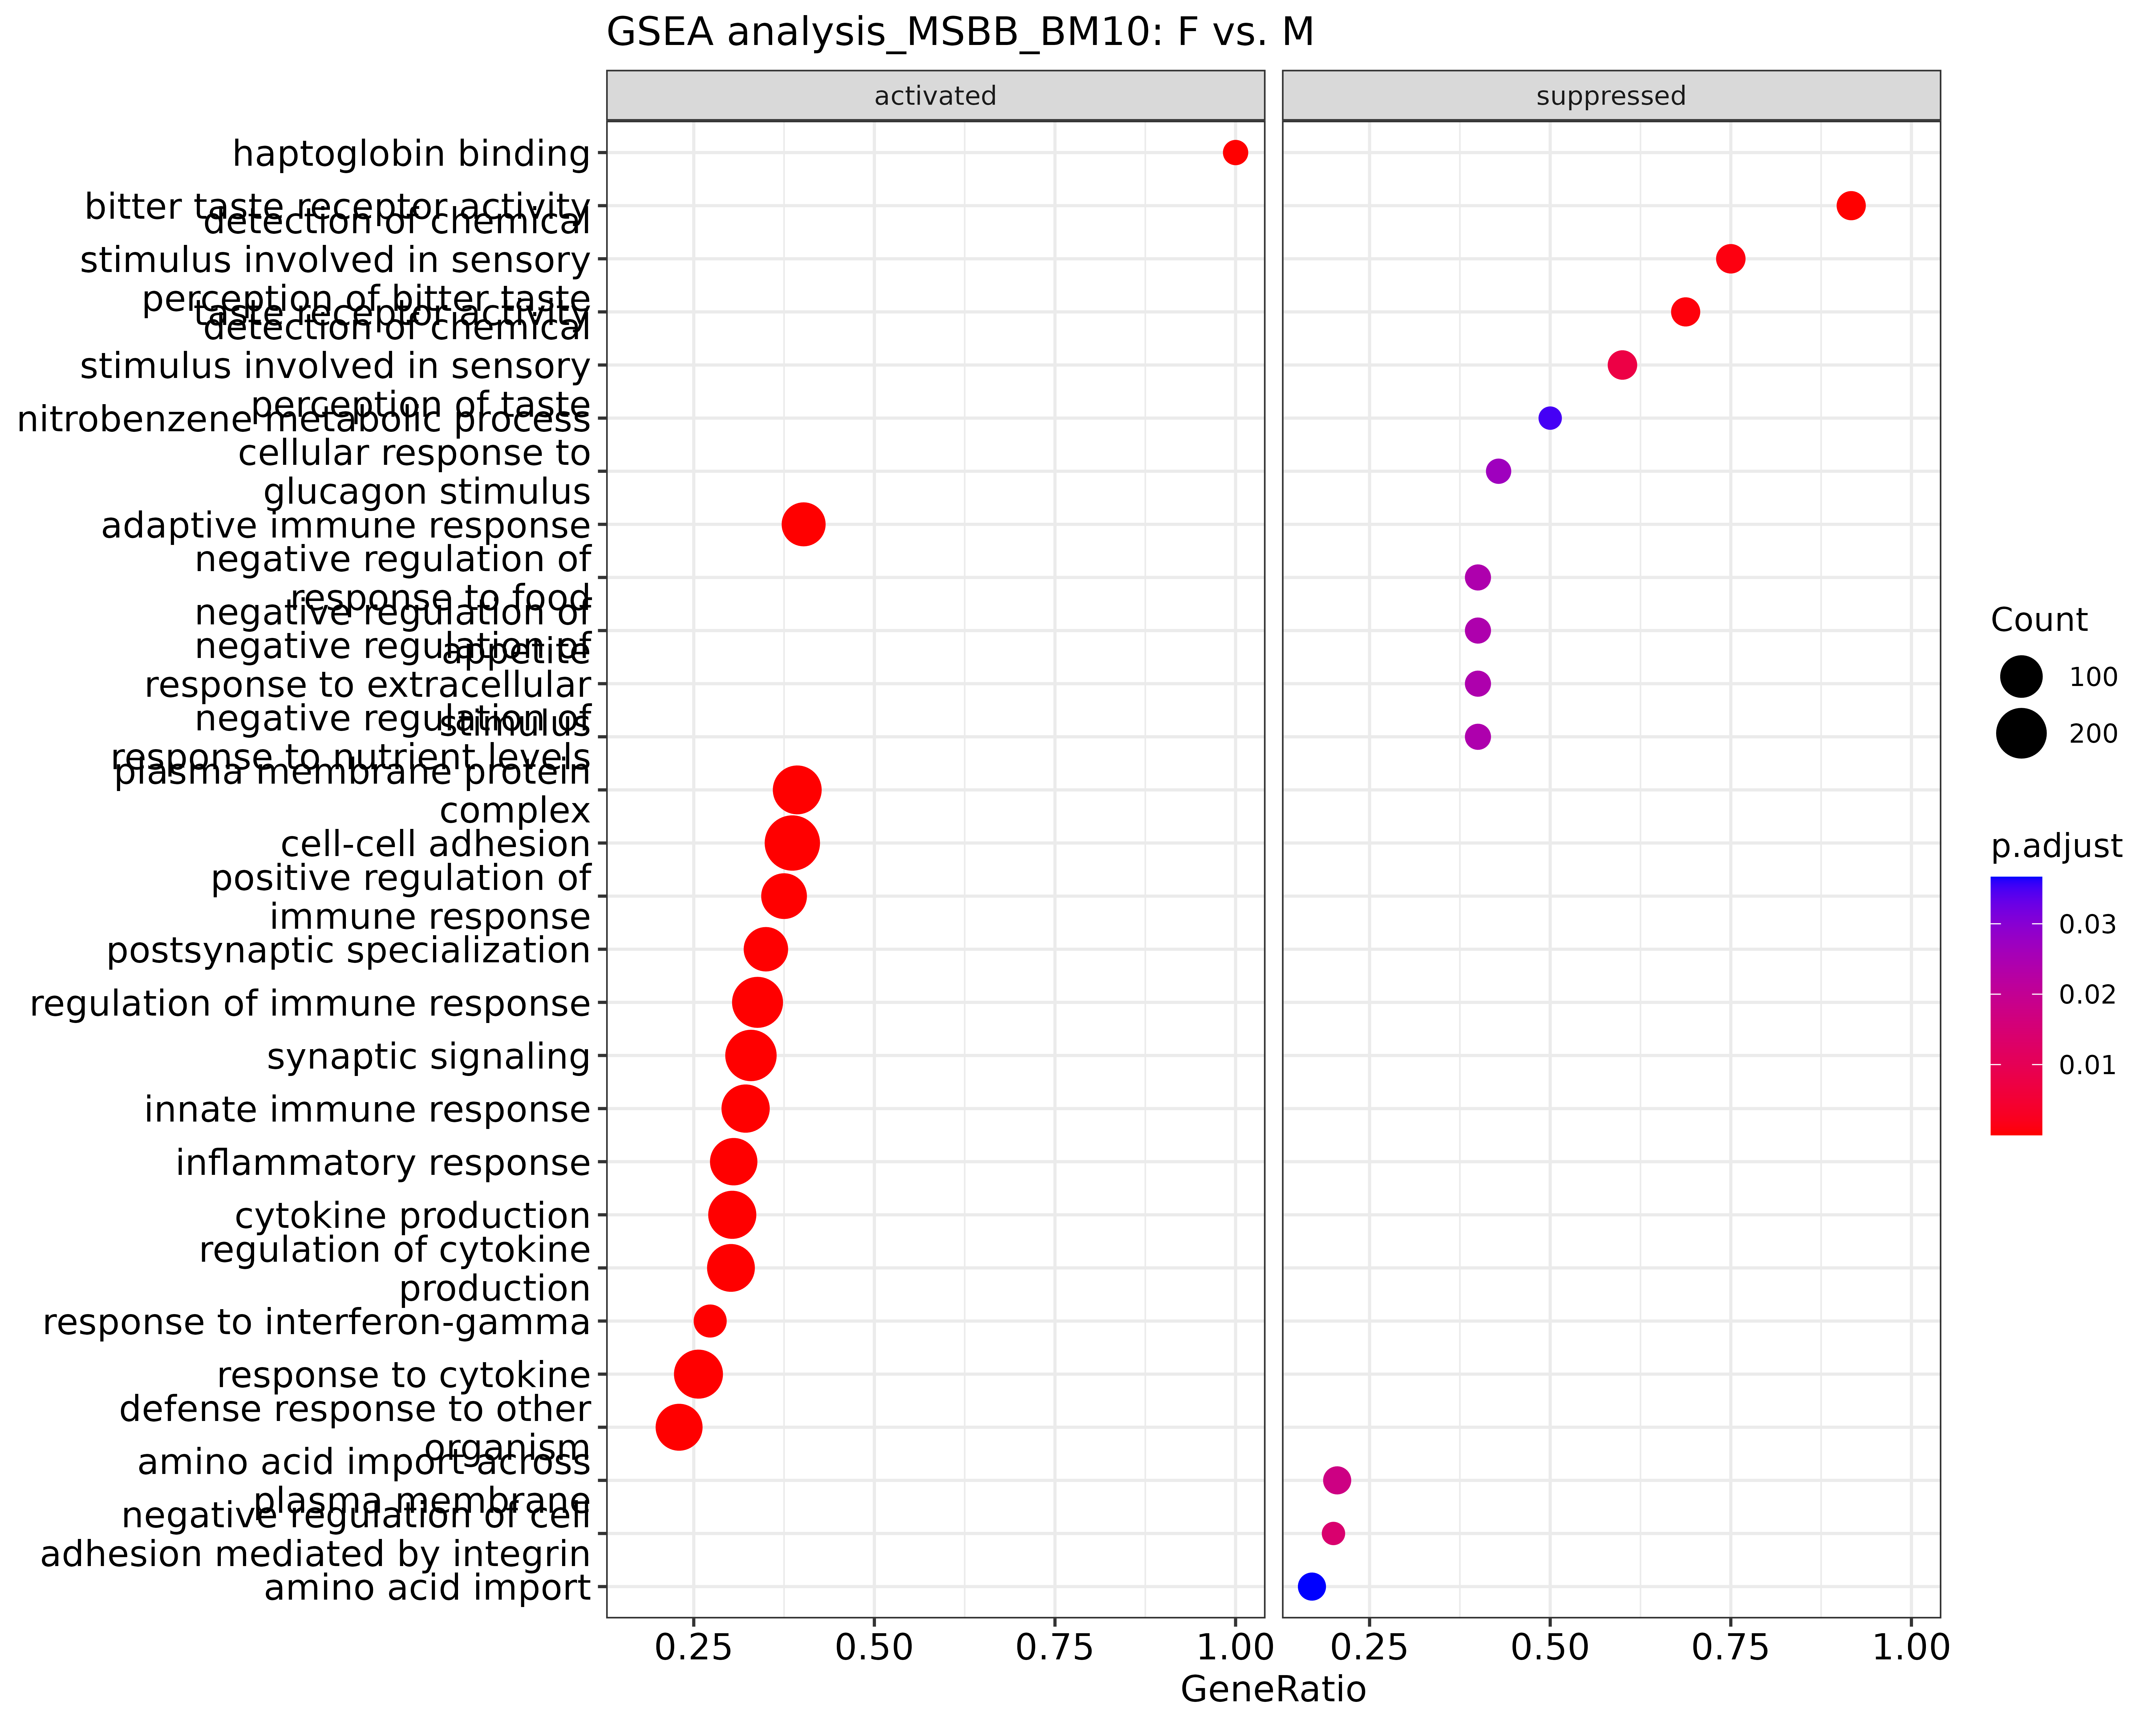 GSEA analysis_MSBB_BM10: F vs. M
activated
suppressed
haptoglobin binding
bitter taste receptor activity
detection of chemical
stimulus involved in sensory
perception of bitter taste
taste receptor activity
detection of chemical
stimulus involved in sensory
perception of taste
nitrobenzene metabolic process
cellular response to
glucagon stimulus
adaptive immune response
negative regulation of
response to food
negative regulation of
appetite
negative regulation of
response to extracellular
stimulus
negative regulation of
response to nutrient levels
plasma membrane protein
complex
cell-cell adhesion
positive regulation of
immune response
postsynaptic specialization
regulation of immune response
synaptic signaling
innate immune response
inflammatory response
cytokine production
regulation of cytokine
production
response to interferon-gamma
response to cytokine
defense response to other
organism
amino acid import across
plasma membrane
negative regulation of cell
adhesion mediated by integrin
amino acid import
0.25 0.50 0.75 1.00 0.25 0.50 0.75 1.00
GeneRatio
Count
100
200
p.adjust
0.03
0.02
0.01